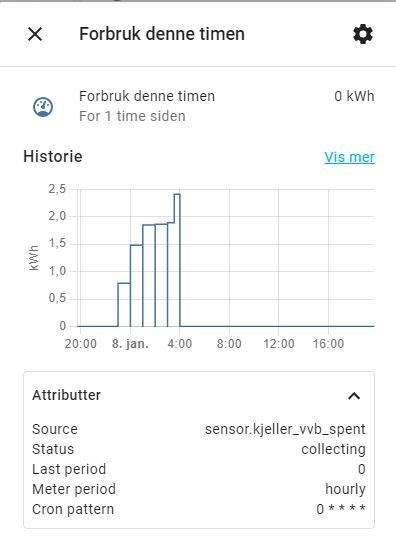 Forbruk denne timen
Forbruk denne timen 0 kWh
For 1 time siden
Historie Vis mer
2,5
2,0
1,5
1,0
0,5
0
kWh
20:00 8. jan. 4:00 8:00 12:00 16:00
Attributter
Source sensor.kjeller_vvb_spent
Status collecting
Last period 0
Meter period hourly
Cron pattern 0 * * * *